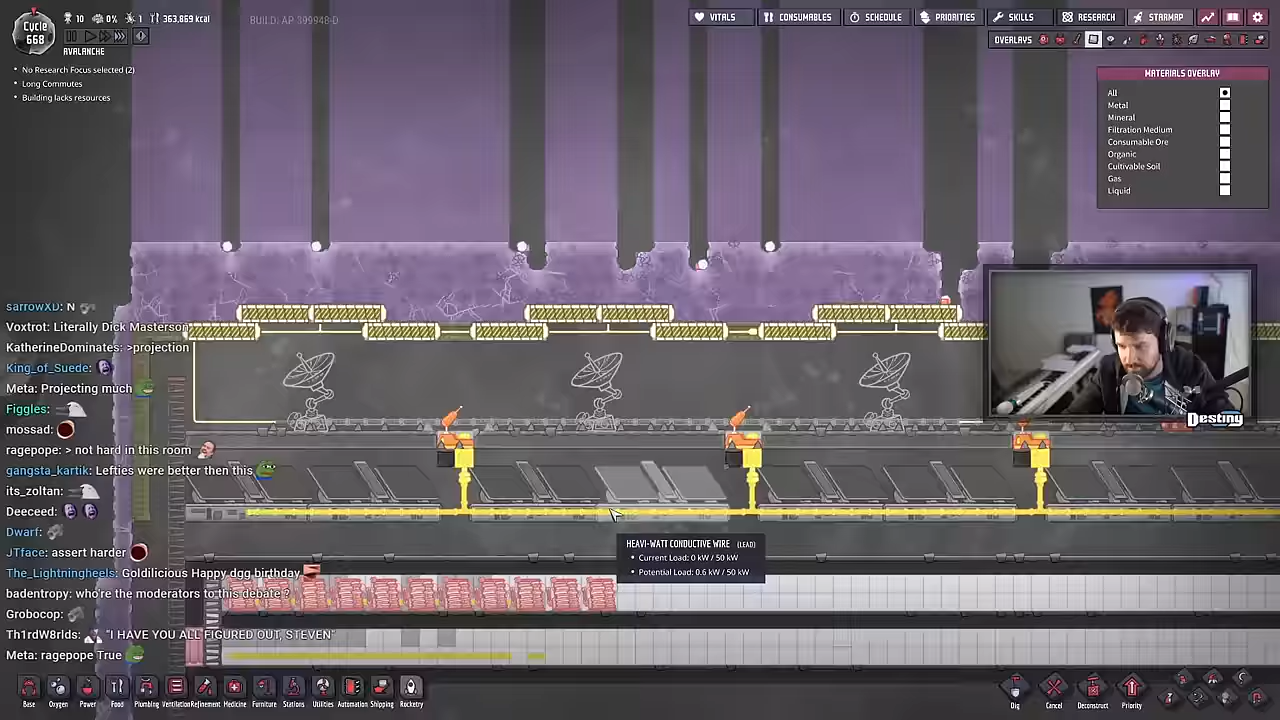 Cycle
668
10
0%
1
363,869 kcal
BUILD: AP-399948-D
AVALANCHE
VITALS
CONSUMABLES
SCHEDULE
PRIORITIES
SKILLS
RESEARCH
STARMAP
OVERLAYS
No Research Focus selected (2)
Long Commutes
Building lacks resources
MATERIALS OVERLAY
All
Metal
Mineral
Filtration Medium
Consumable Ore
Organic
Cultivable Soil
Gas
Liquid
sarrowXD: N
Voxtrot: Literally Dick Masterson
KatherineDominates: >projection
King_of_Suede:
Meta: Projecting much
Figgles:
mossad:
ragepope: > not hard in this room
gangsta_kartik: Lefties were better then this
its_zoltan:
Deeceed:
Dwarf:
JTface: assert harder
The_Lightningheels: Goldilicious Happy dgg birthday
badentropy: who're the moderators to this debate ?
Grobocop:
Th1rdW8rlds: "I HAVE YOU ALL FIGURED OUT, STEVEN"
Meta: ragepope True
Destiny
HEAVI-WATT CONDUCTIVE WIRE (LEAD)
Current Load: 0 kW / 50 kW
Potential Load: 0.6 kW / 50 kW
Base
Oxygen
Power
Food
Plumbing
Ventilation
Refinement
Medicine
Furniture
Stations
Utilities
Automation
Shipping
Rocketry
Dig
Cancel
Deconstruct
Priority